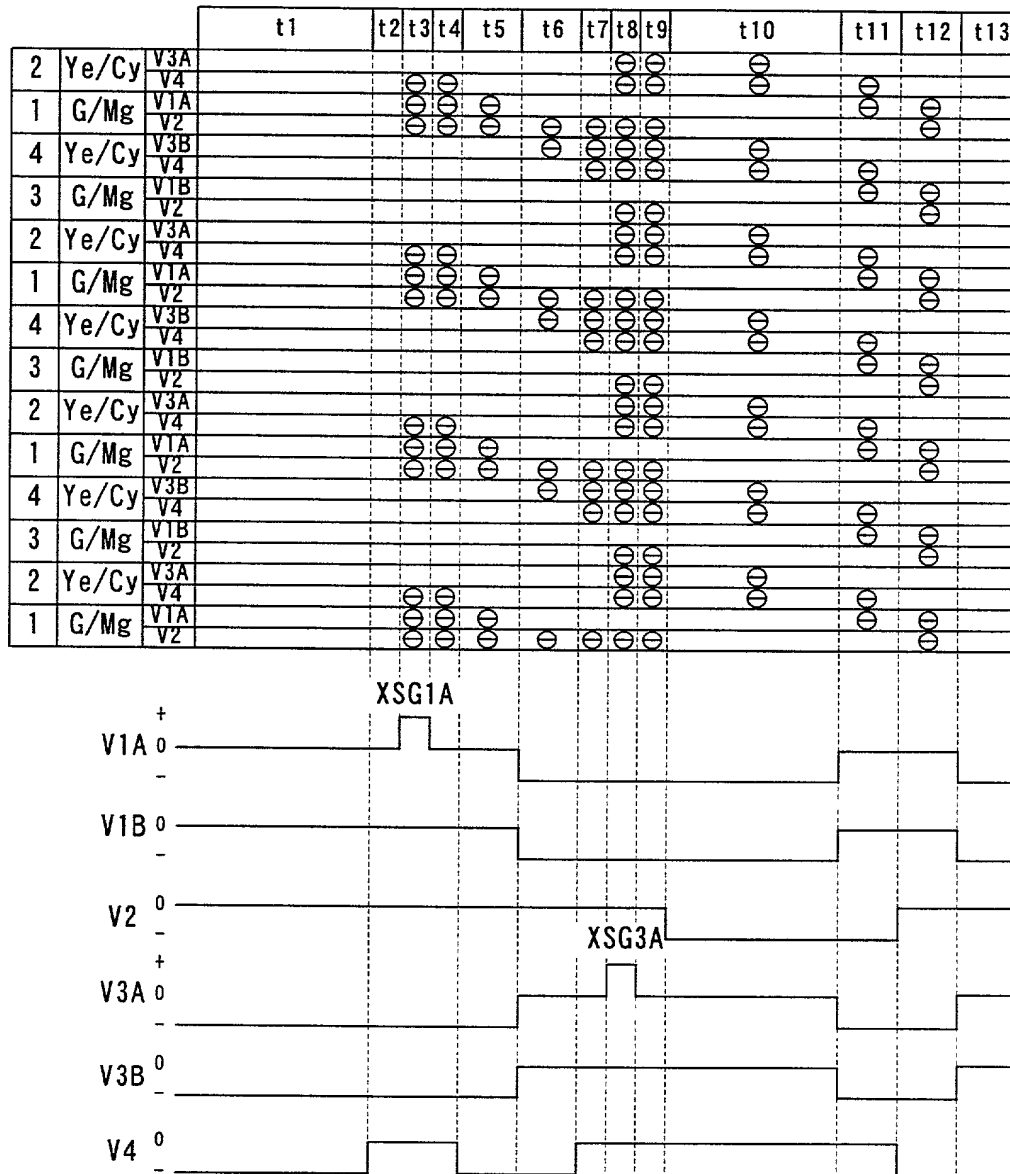 t1 t2 t3 t4 t5 t6 t7 t8 t9 t10 t11 t12 t13
2 Ye/Cy V3A
V4
1 G/Mg V1A
V2
4 Ye/Cy V3B
V4
3 G/Mg V1B
V2
2 Ye/Cy V3A
V4
1 G/Mg V1A
V2
4 Ye/Cy V3B
V4
3 G/Mg V1B
V2
2 Ye/Cy V3A
V4
1 G/Mg V1A
V2
4 Ye/Cy V3B
V4
3 G/Mg V1B
V2
2 Ye/Cy V3A
V4
1 G/Mg V1A
V2
XSG1A
+
V1A 0
-
V1B 0
-
V2 0
-
XSG3A
+
V3A 0
-
V3B 0
-
V4 0
-